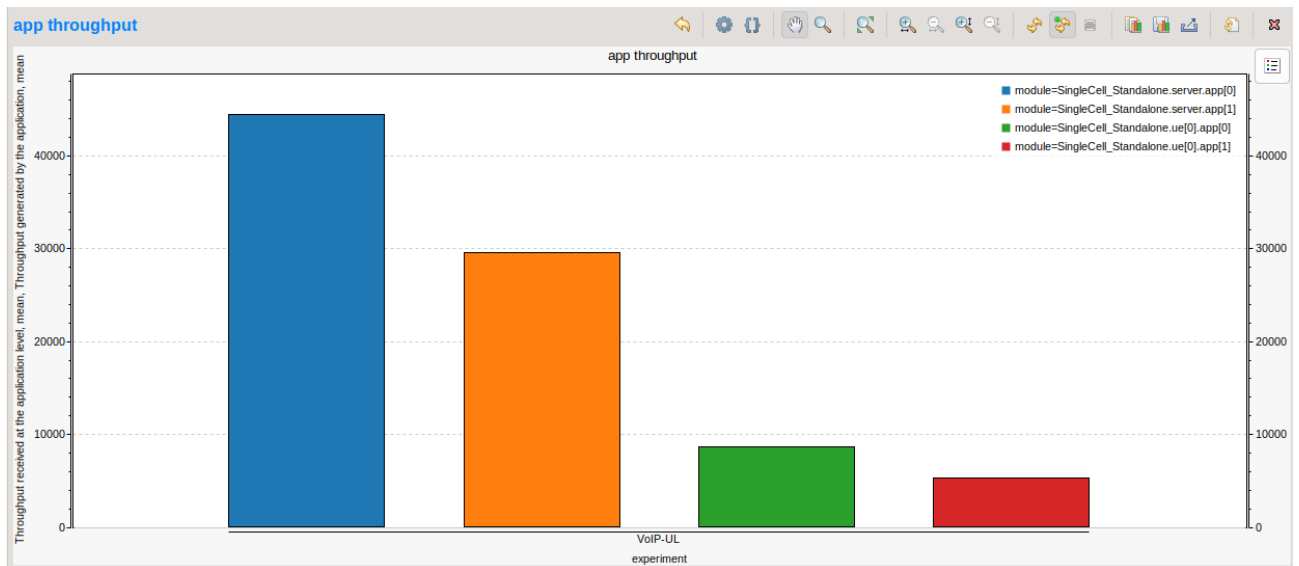 app throughput
app throughput
Throughput received at the application level, mean, Throughput generated by the application, mean
module=SingleCell_Standalone.server.app[0]
module=SingleCell_Standalone.server.app[1]
module=SingleCell_Standalone.ue[0].app[0]
module=SingleCell_Standalone.ue[0].app[1]
40000 40000
30000 30000
20000 20000
10000 10000
0 0
VoIP-UL
experiment